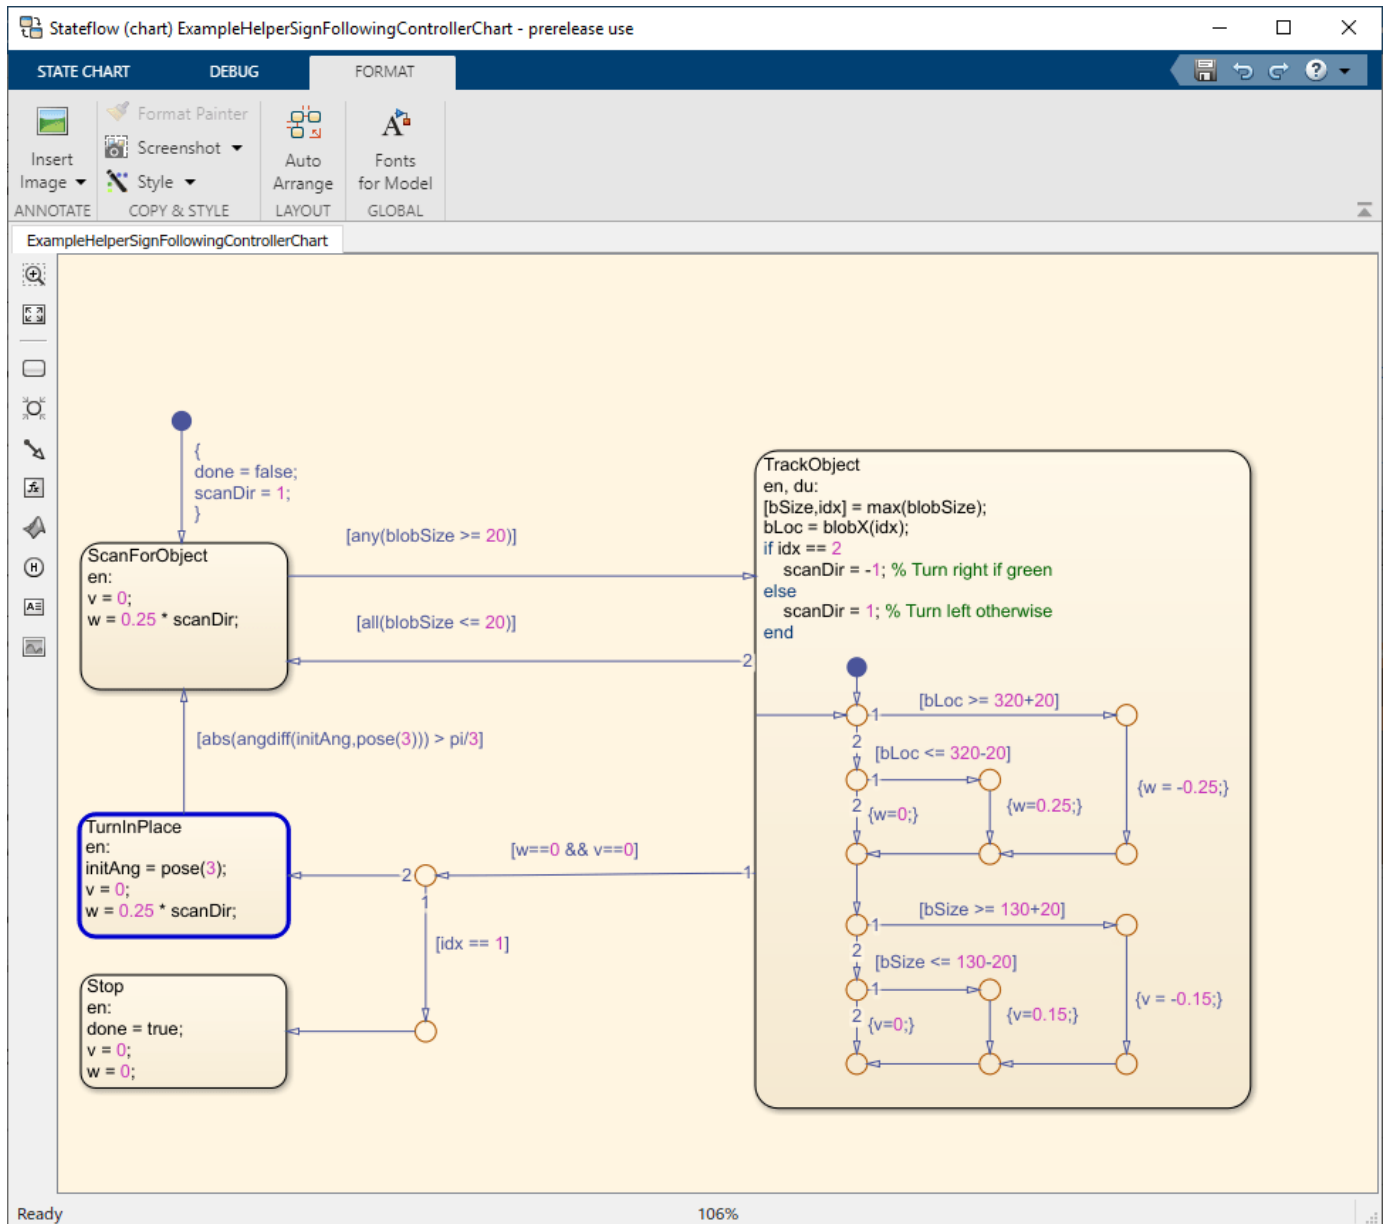 Stateflow (chart) ExampleHelperSignFollowingControllerChart - prerelease use
STATE CHART
DEBUG
FORMAT
Insert
Image
Format Painter
Screenshot
Style
Auto
Arrange
Fonts
for Model
ANNOTATE
COPY & STYLE
LAYOUT
GLOBAL
ExampleHelperSignFollowingControllerChart
{
done = false;
scanDir = 1;
}
ScanForObject
en:
v = 0;
w = 0.25 * scanDir;
[any(blobSize >= 20)]
[all(blobSize <= 20)]
2
[abs(angdiff(initAng,pose(3))) > pi/3]
TurnInPlace
en:
initAng = pose(3);
v = 0;
w = 0.25 * scanDir;
[w==0 && v==0]
1
2
1
[idx == 1]
Stop
en:
done = true;
v = 0;
w = 0;
TrackObject
en, du:
[bSize,idx] = max(blobSize);
bLoc = blobX(idx);
if idx == 2
scanDir = -1; % Turn right if green
else
scanDir = 1; % Turn left otherwise
end
1
[bLoc >= 320+20]
2
[bLoc <= 320-20]
1
{w = -0.25;}
2
{w=0;}
{w=0.25;}
1
[bSize >= 130+20]
2
[bSize <= 130-20]
1
{v = -0.15;}
2
{v=0;}
{v=0.15;}
Ready
106%